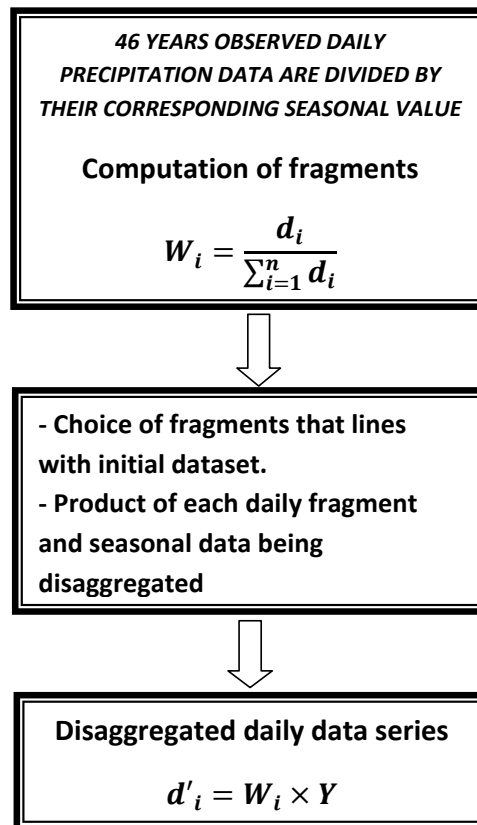 46 YEARS OBSERVED DAILY
PRECIPITATION DATA ARE DIVIDED BY
THEIR CORRESPONDING SEASONAL VALUE
Computation of fragments
W_i = \frac{d_i}{\sum_{i=1}^{n} d_i}
- Choice of fragments that lines
with initial dataset.
- Product of each daily fragment
and seasonal data being
disaggregated
Disaggregated daily data series
d'_i = W_i × Y